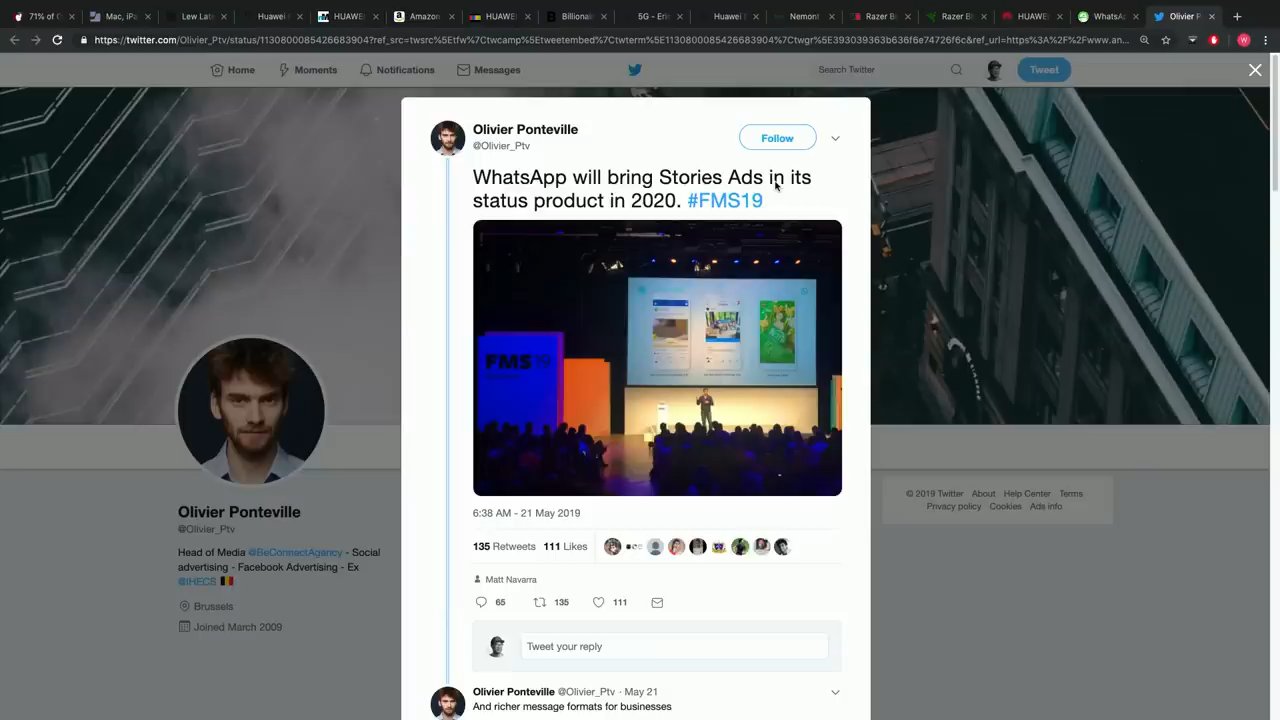 71% of O
Mac, iPa
Lew Late
Huawei
HUAWEI
Amazon
HUAWEI
Billionai
5G - Eri
Huawei
Nemont
Razer B
Razer Bl
HUAWEI
WhatsA
Olivier P
https://twitter.com/Olivier_Ptv/status/1130800085426683904?ref_src=twsrc%5Etfw%7Ctwcamp%5Etweetembed%7Ctwterm%5E1130800085426683904%7Ctwgr%5E393039363b636f6e74726f6c&ref_url=https%3A%2F%2Fwww.an...
W
Home
Moments
Notifications
Messages
Search Twitter
Tweet
Olivier Ponteville
@Olivier_Ptv
Follow
WhatsApp will bring Stories Ads in its
status product in 2020. #FMS19
FMS19
6:38 AM - 21 May 2019
135 Retweets 111 Likes
Matt Navarra
65 135 111
Tweet your reply
Olivier Ponteville @Olivier_Ptv · May 21
And richer message formats for businesses
Olivier Ponteville
@Olivier_Ptv
Head of Media @BeConnectAgency - Social
advertising - Facebook Advertising - Ex
@IHECS
Brussels
Joined March 2009
© 2019 Twitter About Help Center Terms
Privacy policy Cookies Ads info